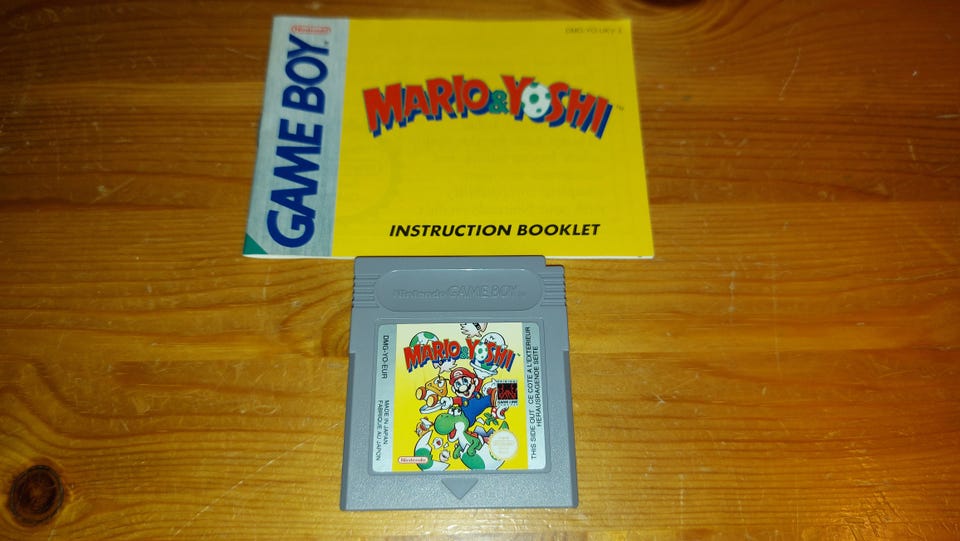 Nintendo
GAME BOY
DMG-YO-UKV-1
MARIO & YOSHI™
INSTRUCTION BOOKLET
Nintendo GAME BOY
MARIO & YOSHI
DMG-YO-EUR
MADE IN JAPAN
FABRIQUE AU JAPON
Nintendo
THIS SIDE OUT CE COTE A L'EXTERIEUR
HERAUSRAGENDE SEITE